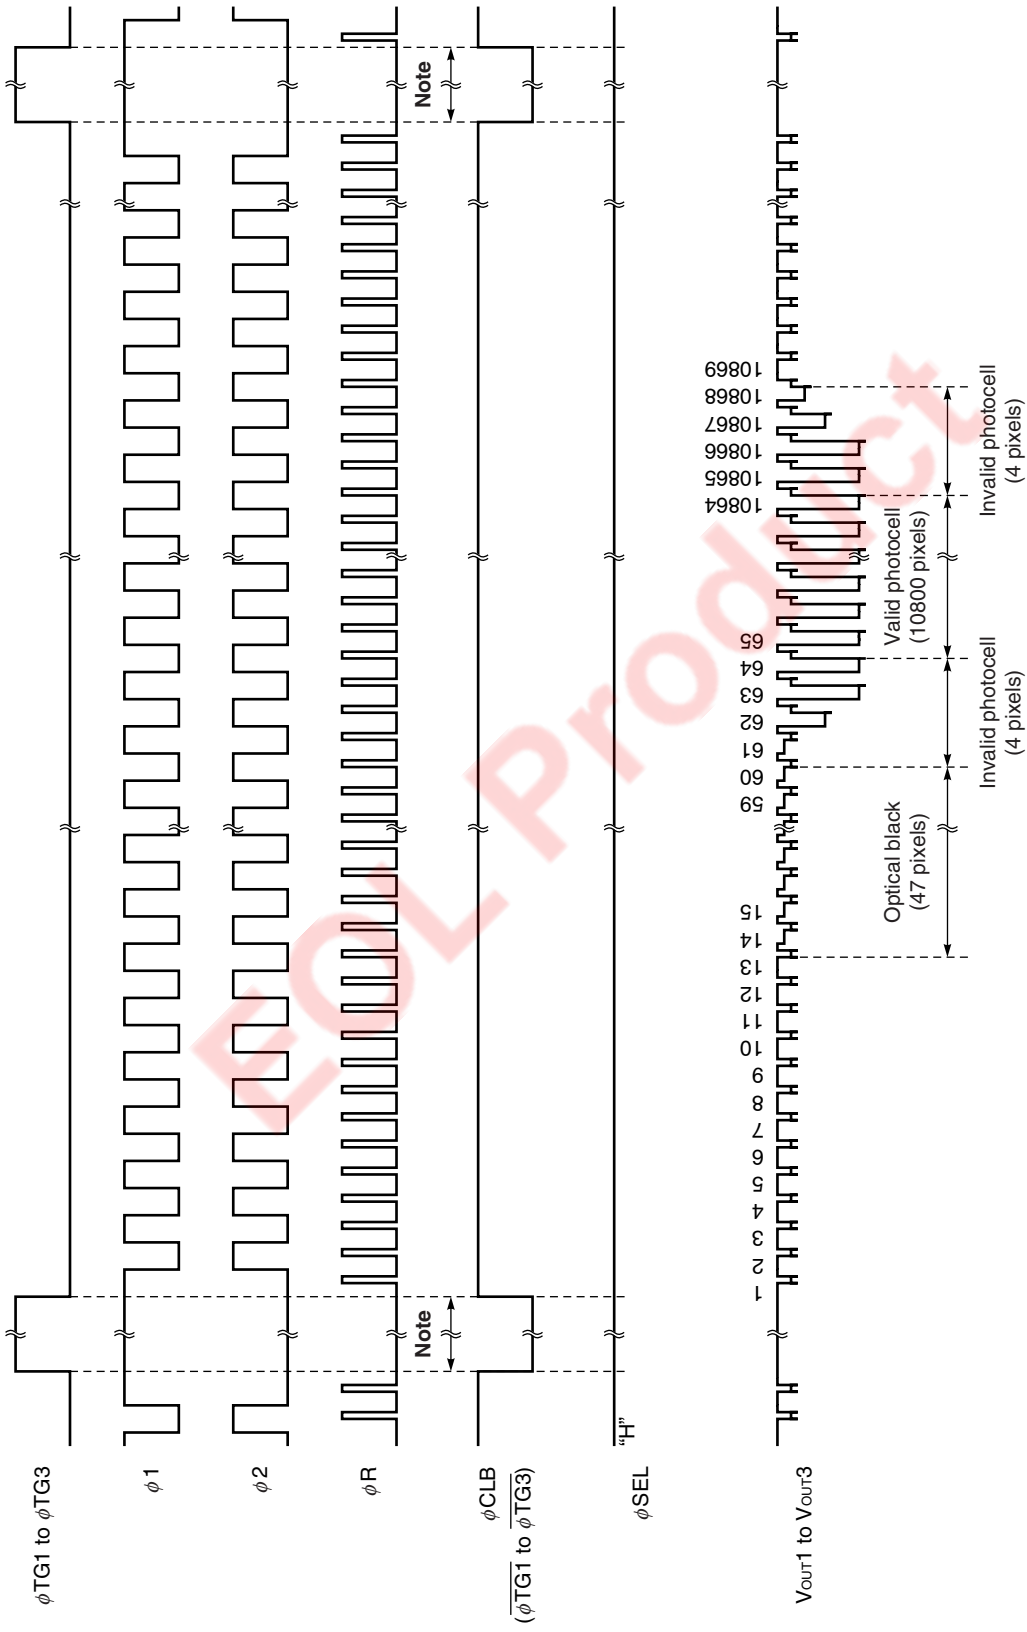 φTG1 to φTG3
φ1
φ2
φR
Note
Note
φCLB
(φTG1 to φTG3)
φSEL
"H"
VOUT1 to VOUT3
1
2
3
4
5
6
7
8
9
10
11
12
13
14
15
59
60
61
62
63
64
65
10864
10865
10866
10867
10868
10869
Optical black
(47 pixels)
Invalid photocell
(4 pixels)
Valid photocell
(10800 pixels)
Invalid photocell
(4 pixels)
EOL Product